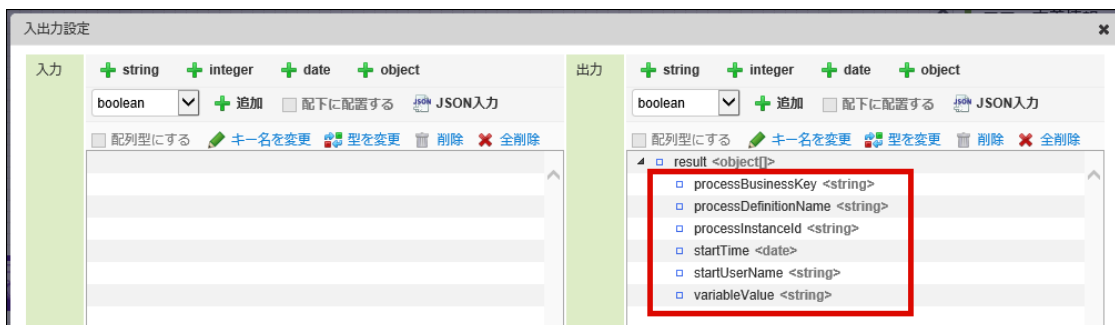 入出力設定
入力
string integer date object
boolean 追加 配下に配置する JSON入力
配列型にする キー名を変更 型を変更 削除 全削除
出力
string integer date object
boolean 追加 配下に配置する JSON入力
配列型にする キー名を変更 型を変更 削除 全削除
result <object[]>
processBusinessKey <string>
processDefinitionName <string>
processInstanceId <string>
startTime <date>
startUserName <string>
variableValue <string>